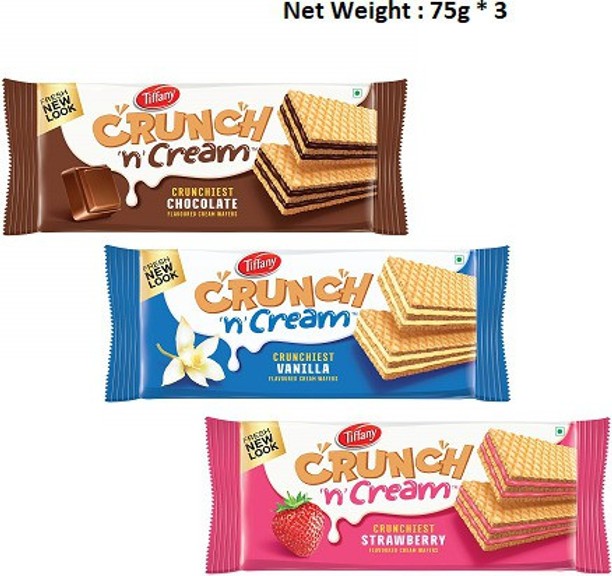 Net Weight : 75g * 3
FRESH
NEW
LOOK
Tiffany
CRUNCH
'n' Cream
CRUNCHIEST
CHOCOLATE
FLAVOURED CREAM WAFERS
FRESH
NEW
LOOK
Tiffany
CRUNCH
'n' Cream
CRUNCHIEST
VANILLA
FLAVOURED CREAM WAFERS
FRESH
NEW
LOOK
Tiffany
CRUNCH
'n' Cream
CRUNCHIEST
STRAWBERRY
FLAVOURED CREAM WAFERS